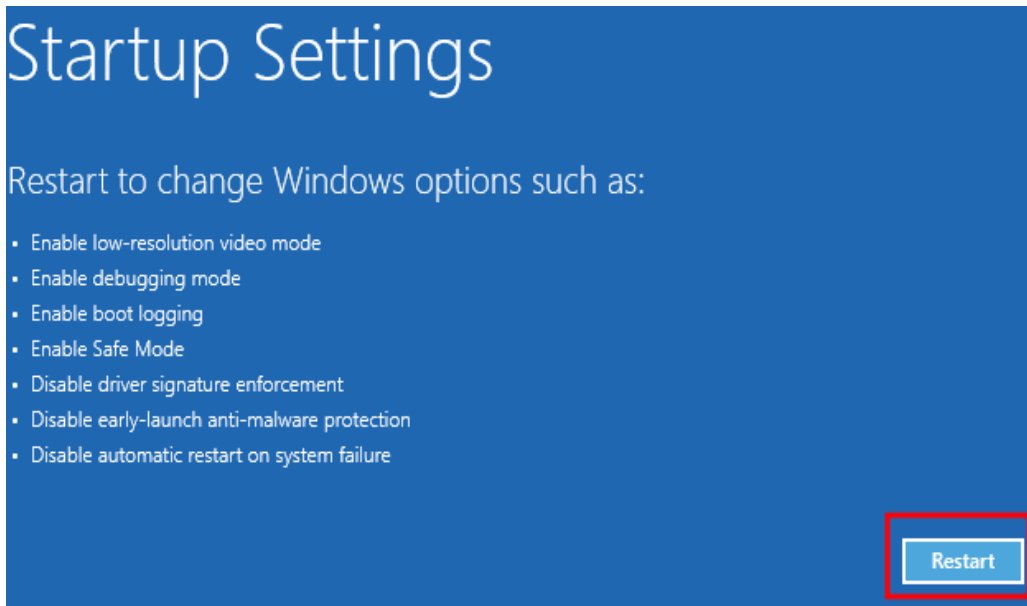 Startup Settings
Restart to change Windows options such as:
▪ Enable low-resolution video mode
▪ Enable debugging mode
▪ Enable boot logging
▪ Enable Safe Mode
▪ Disable driver signature enforcement
▪ Disable early-launch anti-malware protection
▪ Disable automatic restart on system failure
Restart